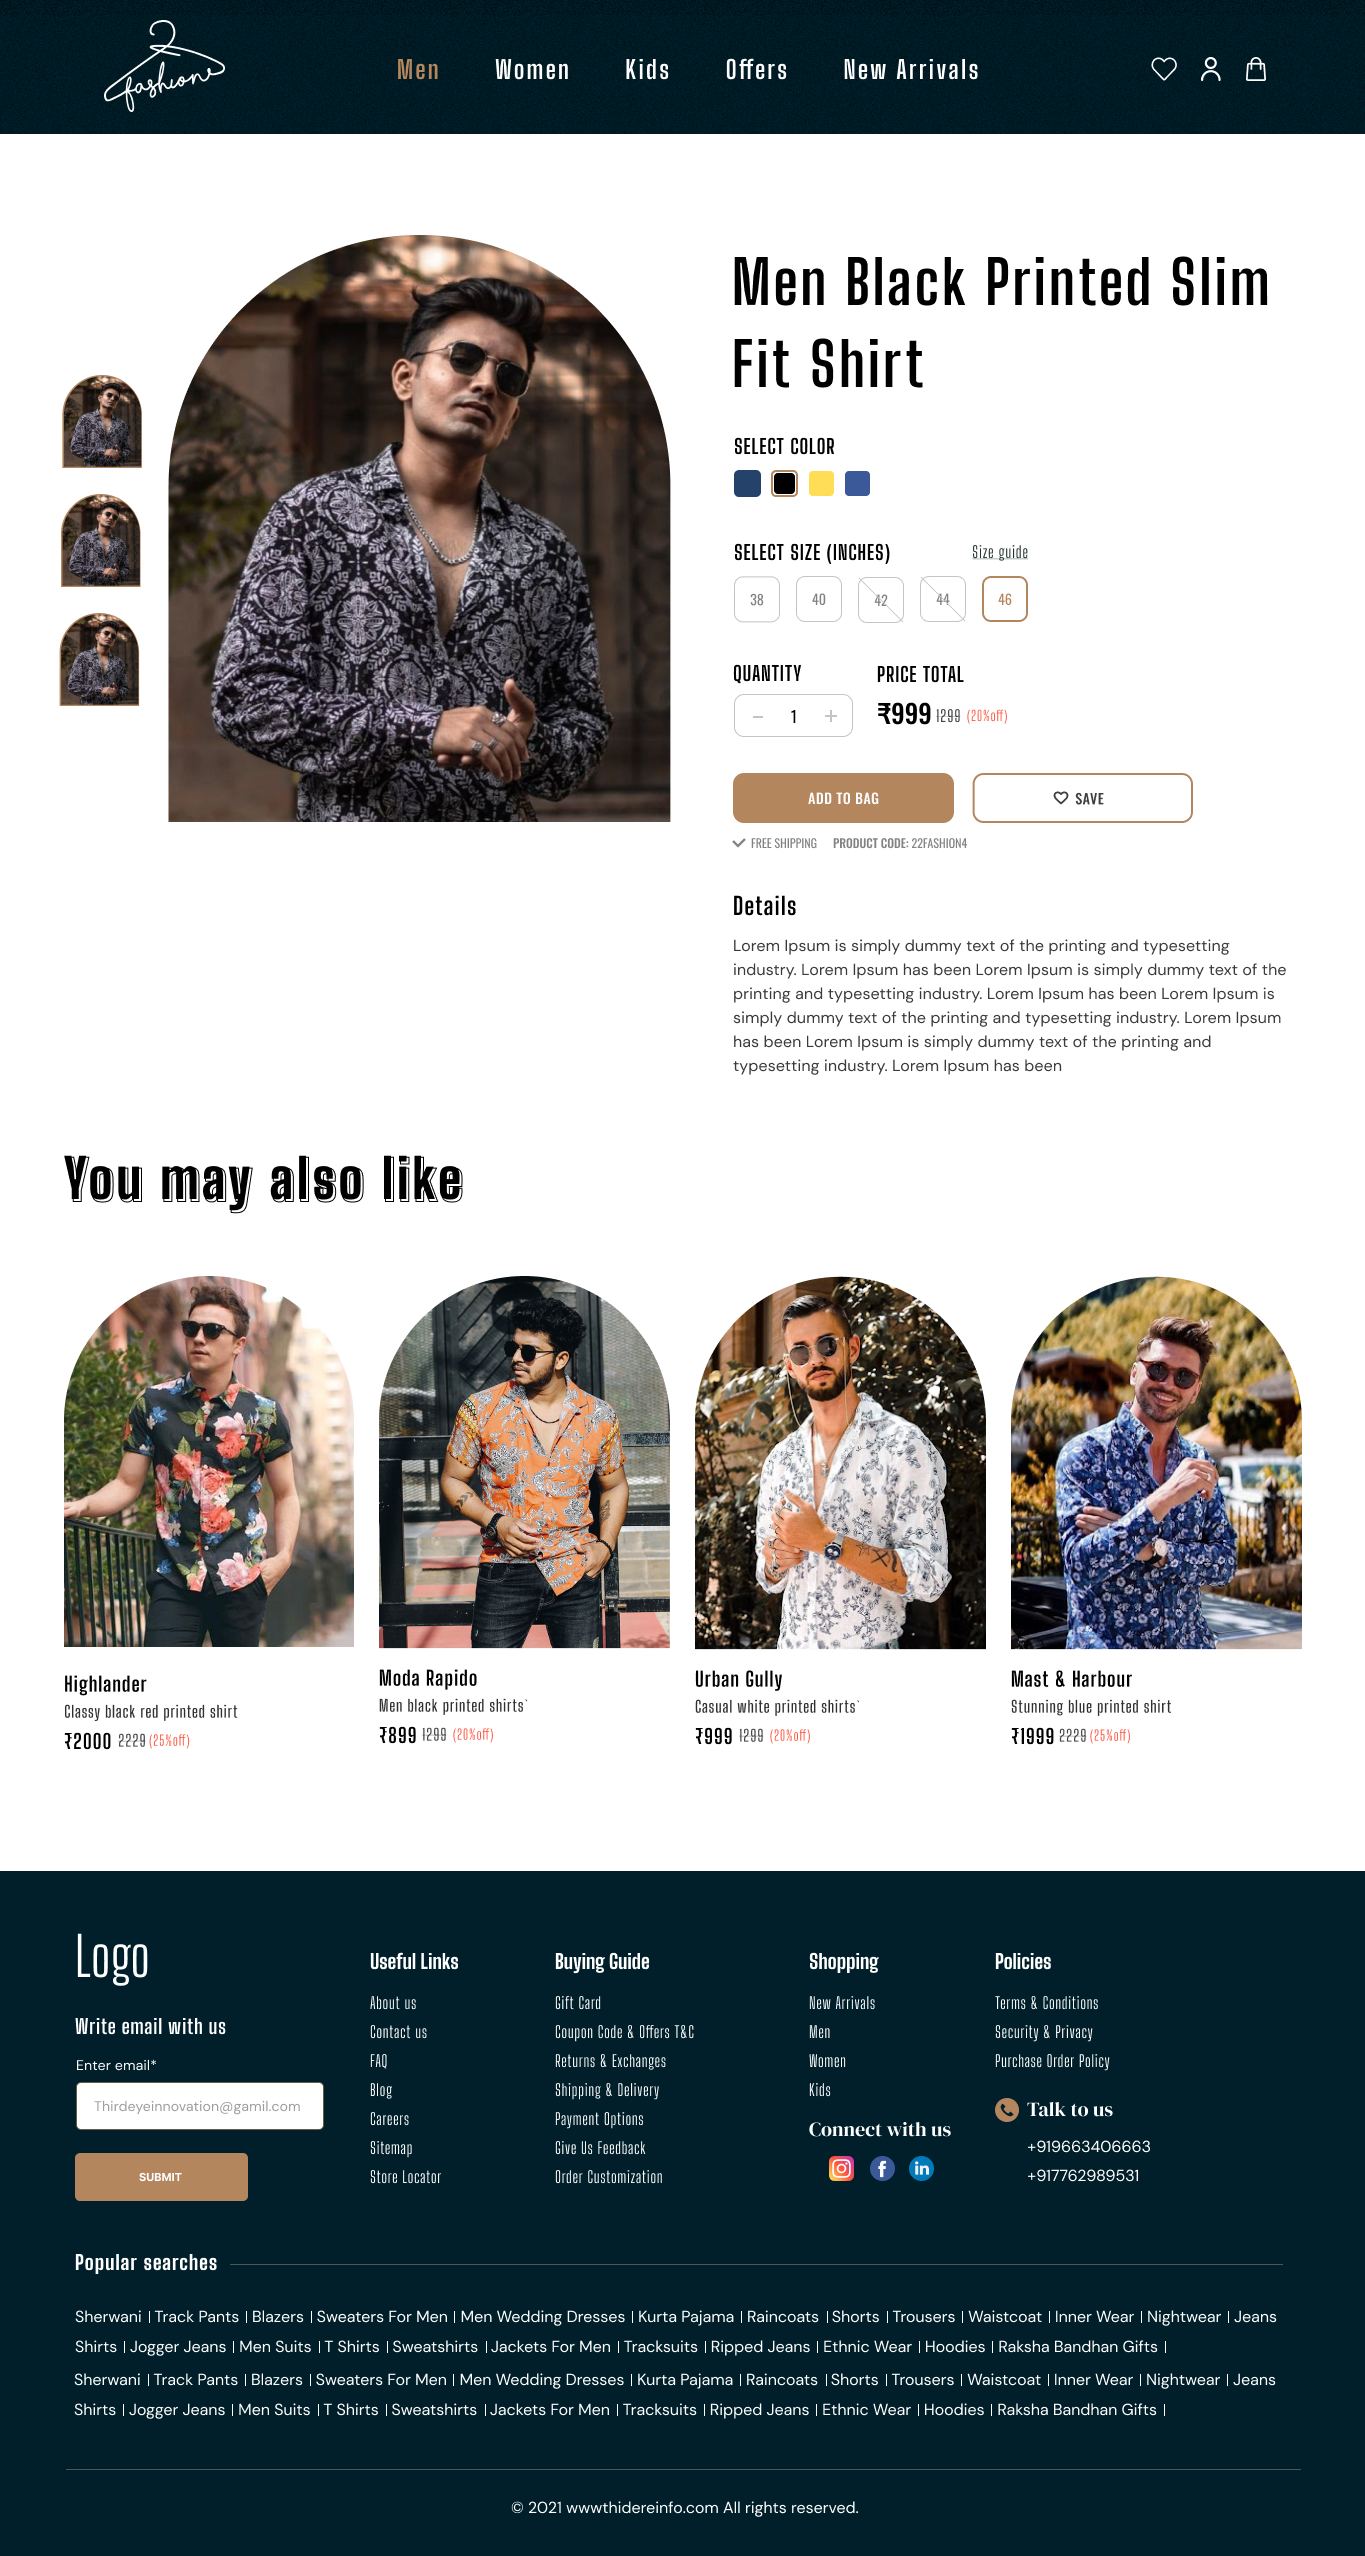 fashione
Men Women Kids Offers New Arrivals
Men Black Printed Slim
Fit Shirt
SELECT COLOR
SELECT SIZE (INCHES) Size guide
38 40 42 44 46
QUANTITY PRICE TOTAL
- 1 + ₹999 1299 (20%off)
ADD TO BAG SAVE
FREE SHIPPING PRODUCT CODE: 22FASHION4
Details
Lorem Ipsum is simply dummy text of the printing and typesetting
industry. Lorem Ipsum has been Lorem Ipsum is simply dummy text of the
printing and typesetting industry. Lorem Ipsum has been Lorem Ipsum is
simply dummy text of the printing and typesetting industry. Lorem Ipsum
has been Lorem Ipsum is simply dummy text of the printing and
typesetting industry. Lorem Ipsum has been
You may also like
Highlander
Classy black red printed shirt
₹2000 2229 (25%off)
Moda Rapido
Men black printed shirts`
₹899 1299 (20%off)
Urban Gully
Casual white printed shirts`
₹999 1299 (20%off)
Mast & Harbour
Stunning blue printed shirt
₹1999 2229 (25%off)
Logo
Write email with us
Enter email*
Thirdeyeinnovation@gamil.com
SUBMIT
Useful Links
About us
Contact us
FAQ
Blog
Careers
Sitemap
Store Locator
Buying Guide
Gift Card
Coupon Code & Offers T&C
Returns & Exchanges
Shipping & Delivery
Payment Options
Give Us Feedback
Order Customization
Shopping
New Arrivals
Men
Women
Kids
Connect with us
Policies
Terms & Conditions
Security & Privacy
Purchase Order Policy
Talk to us
+919663406663
+917762989531
Popular searches
Sherwani | Track Pants | Blazers | Sweaters For Men | Men Wedding Dresses | Kurta Pajama | Raincoats | Shorts | Trousers | Waistcoat | Inner Wear | Nightwear | Jeans
Shirts | Jogger Jeans | Men Suits | T Shirts | Sweatshirts | Jackets For Men | Tracksuits | Ripped Jeans | Ethnic Wear | Hoodies | Raksha Bandhan Gifts |
Sherwani | Track Pants | Blazers | Sweaters For Men | Men Wedding Dresses | Kurta Pajama | Raincoats | Shorts | Trousers | Waistcoat | Inner Wear | Nightwear | Jeans
Shirts | Jogger Jeans | Men Suits | T Shirts | Sweatshirts | Jackets For Men | Tracksuits | Ripped Jeans | Ethnic Wear | Hoodies | Raksha Bandhan Gifts |
© 2021 wwwthidereinfo.com All rights reserved.